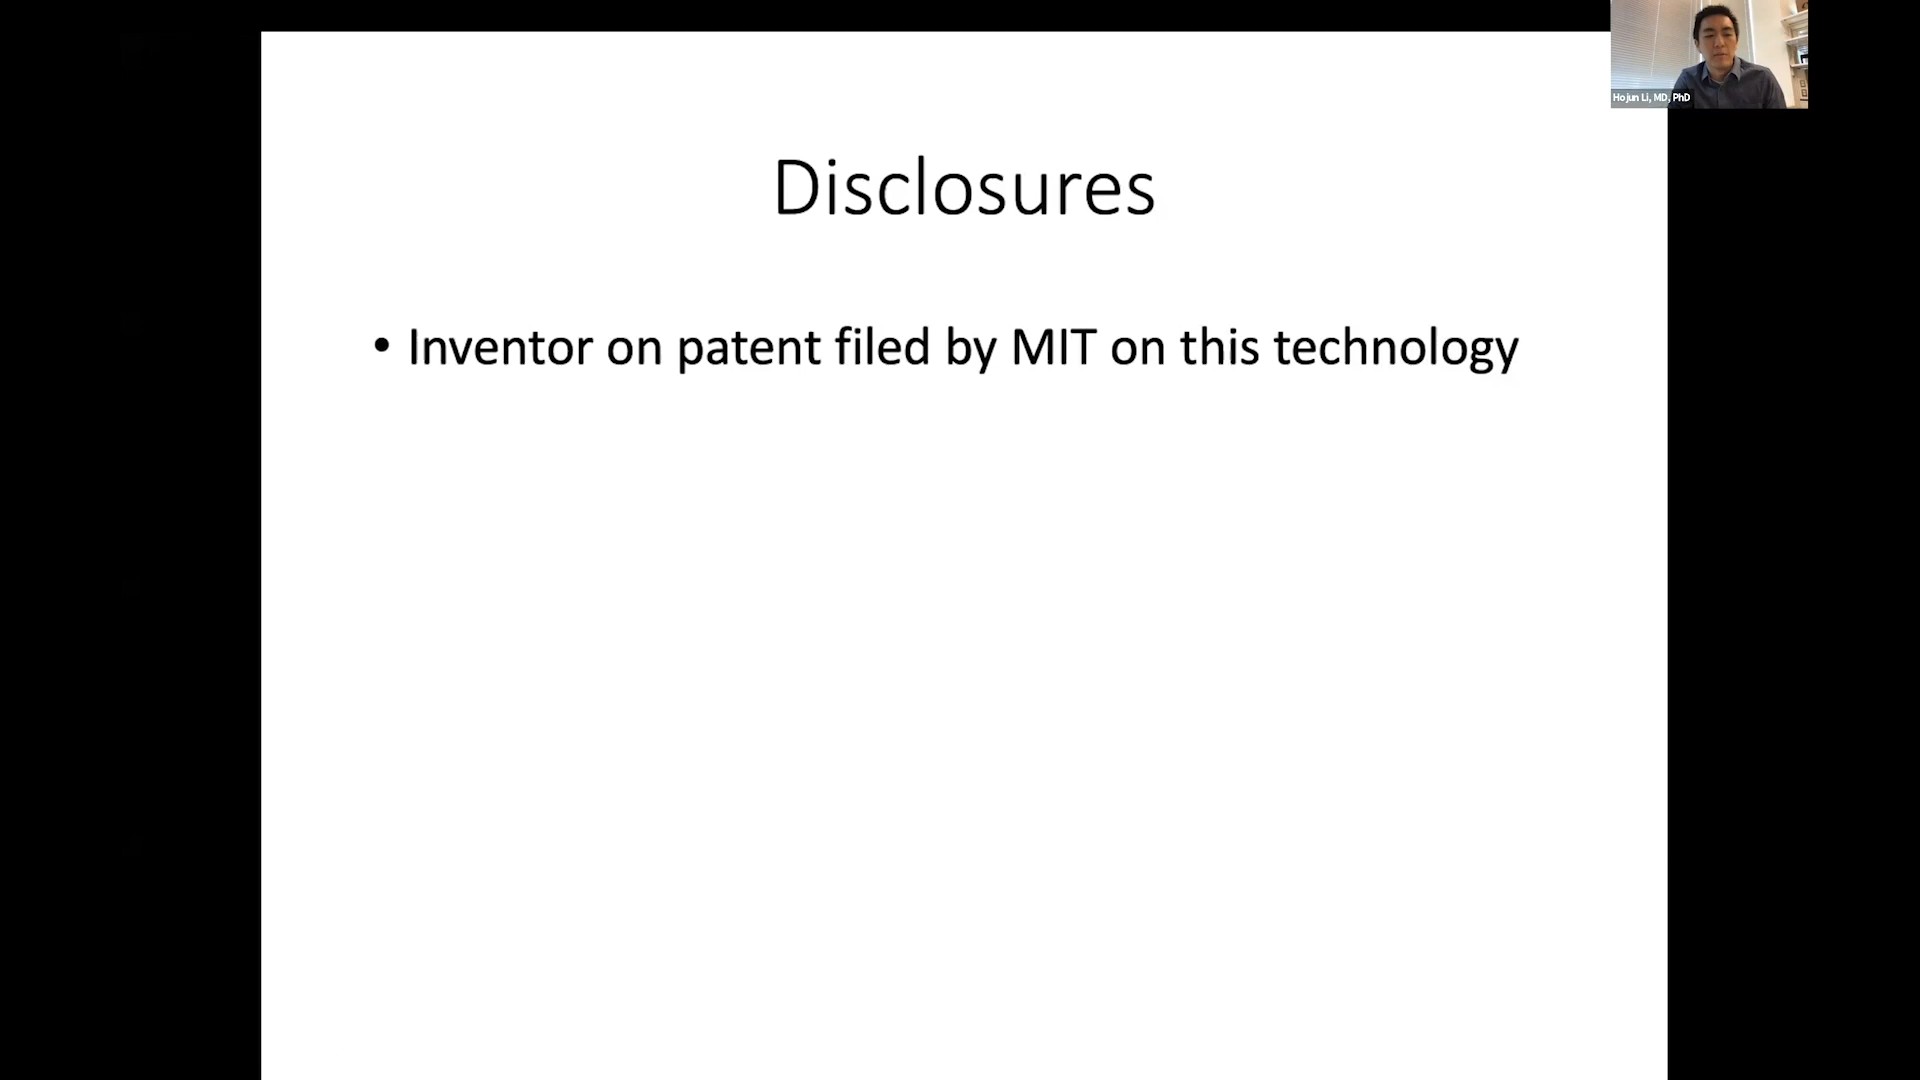 Hojun Li, MD, PhD
Disclosures
• Inventor on patent filed by MIT on this technology